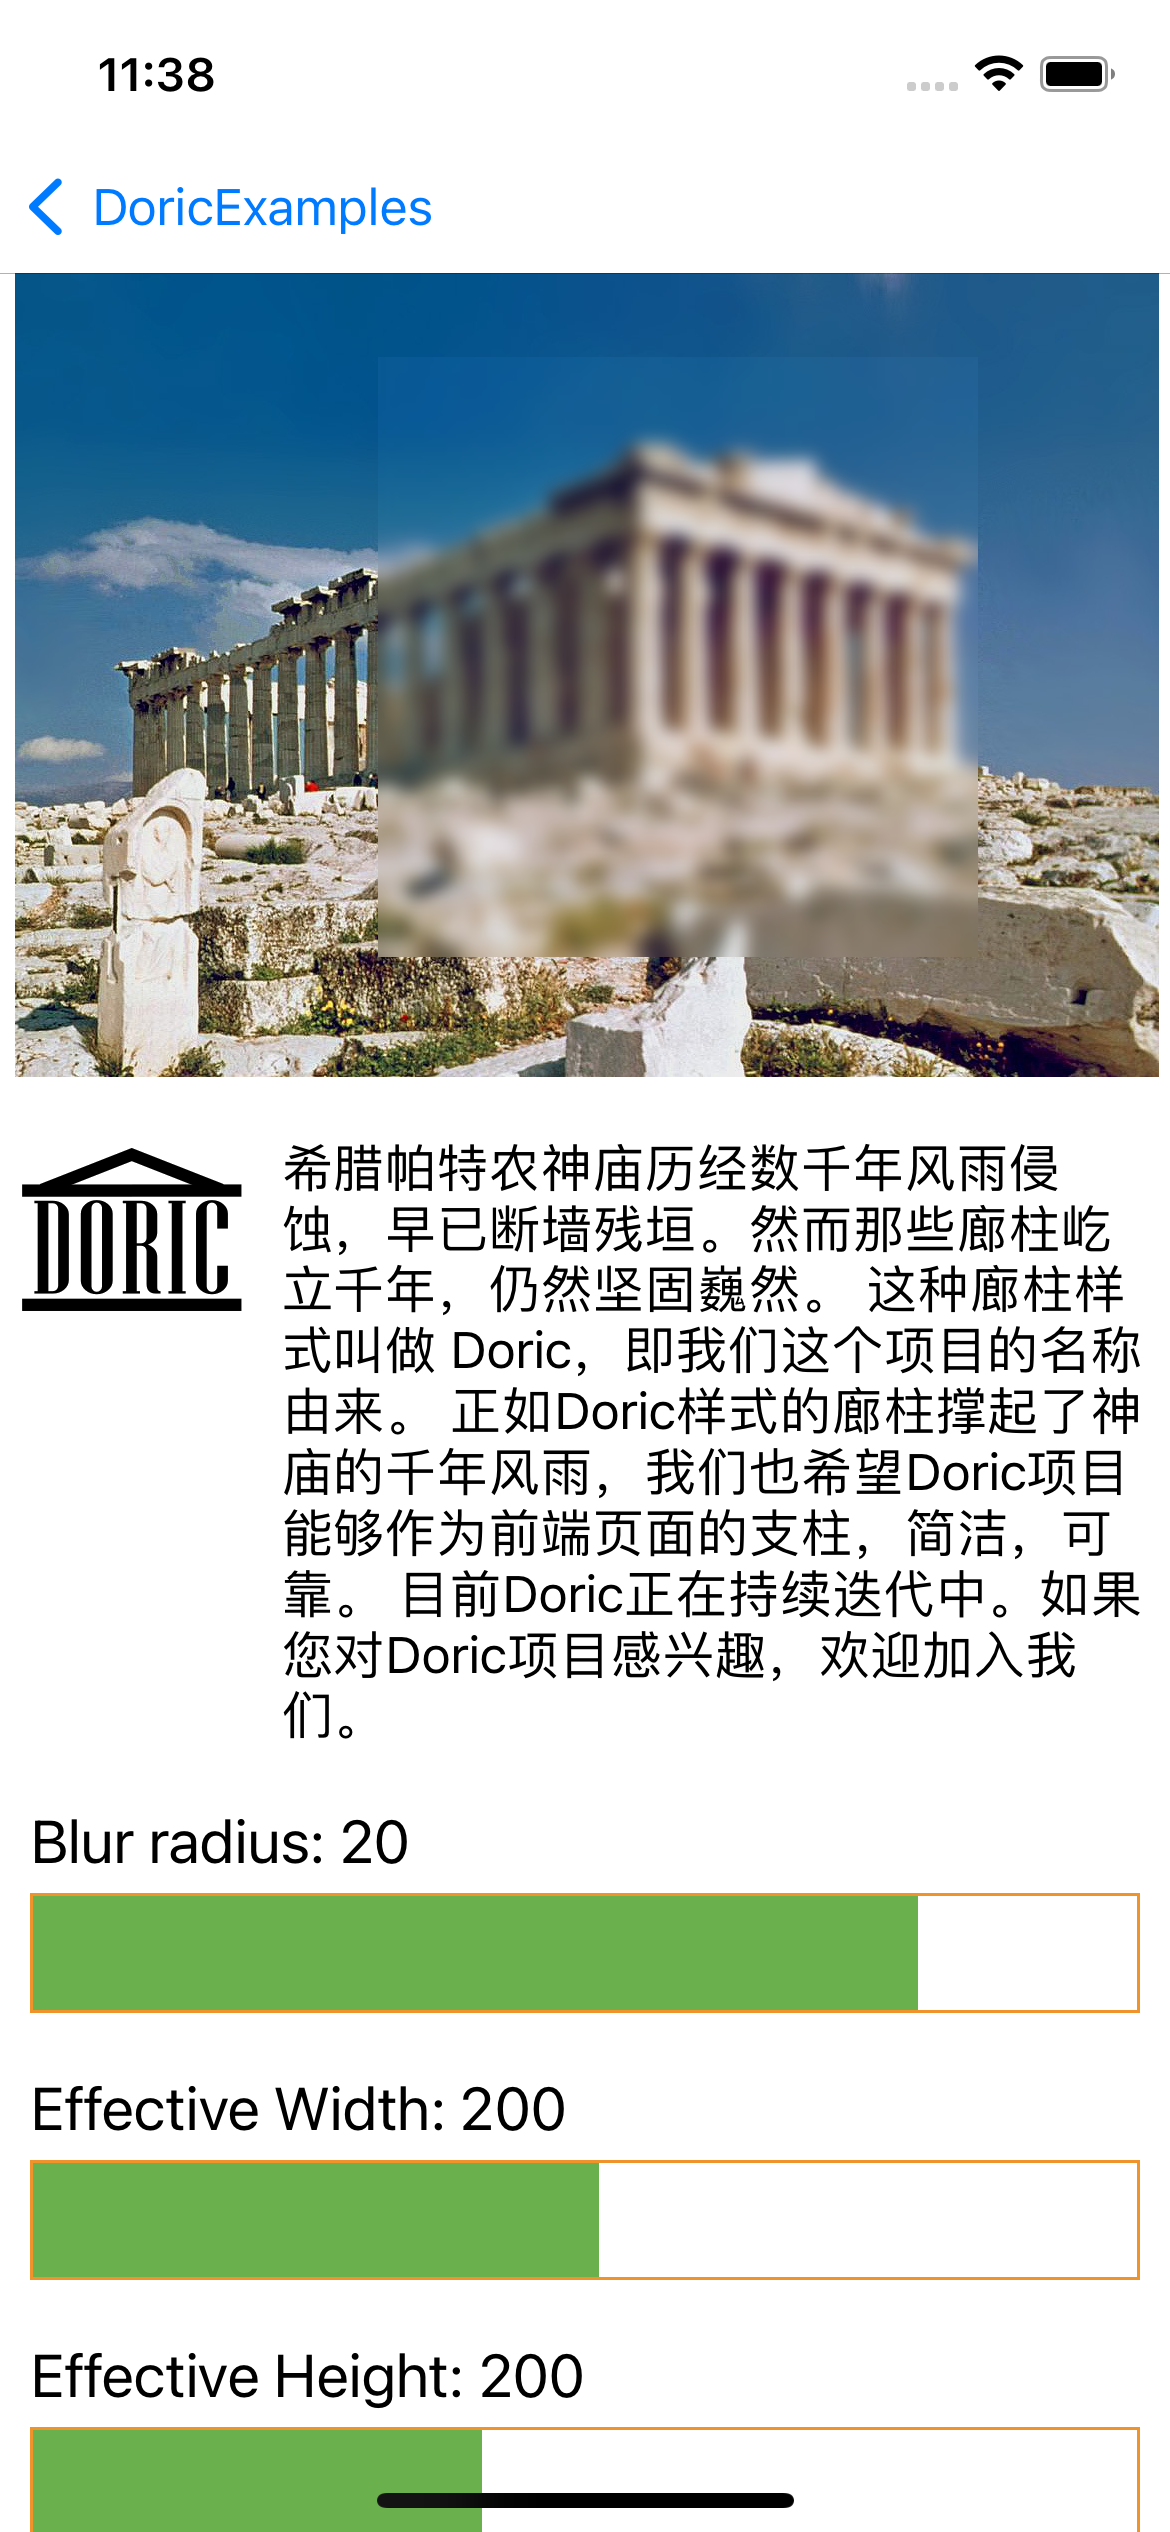 11:38
DoricExamples
DORIC
希腊帕特农神庙历经数千年风雨侵
蚀，早已断墙残垣。然而那些廊柱屹
立千年，仍然坚固巍然。 这种廊柱样
式叫做 Doric，即我们这个项目的名称
由来。 正如Doric样式的廊柱撑起了神
庙的千年风雨，我们也希望Doric项目
能够作为前端页面的支柱，简洁，可
靠。 目前Doric正在持续迭代中。如果
您对Doric项目感兴趣，欢迎加入我
们。
Blur radius: 20
Effective Width: 200
Effective Height: 200